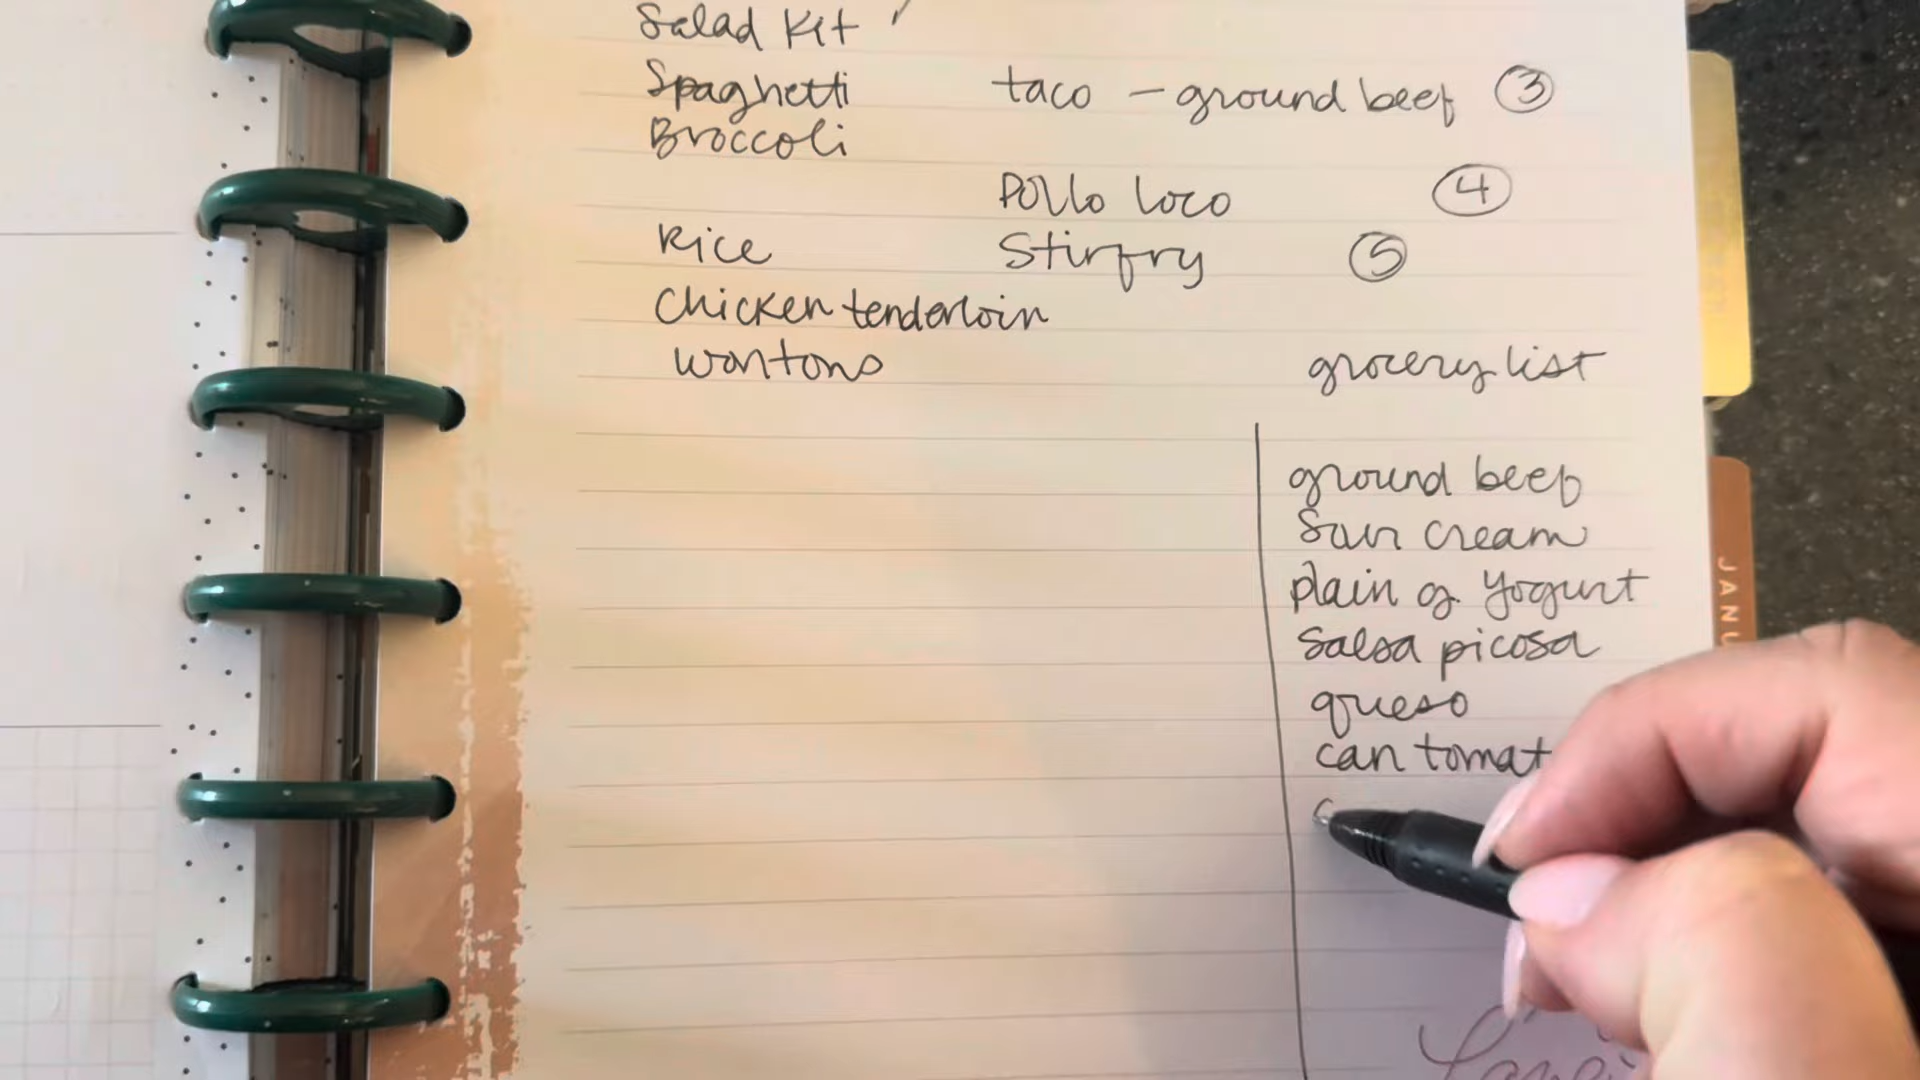 Salad Kit
Spaghetti taco - ground beef 3
Broccoli
Pollo loco 4
Rice Stirfry 5
Chicken tenderloin
wontons grocery list
ground beef
Sour cream
plain g. yogurt
Salsa picosa
queso
can tomat
JANU